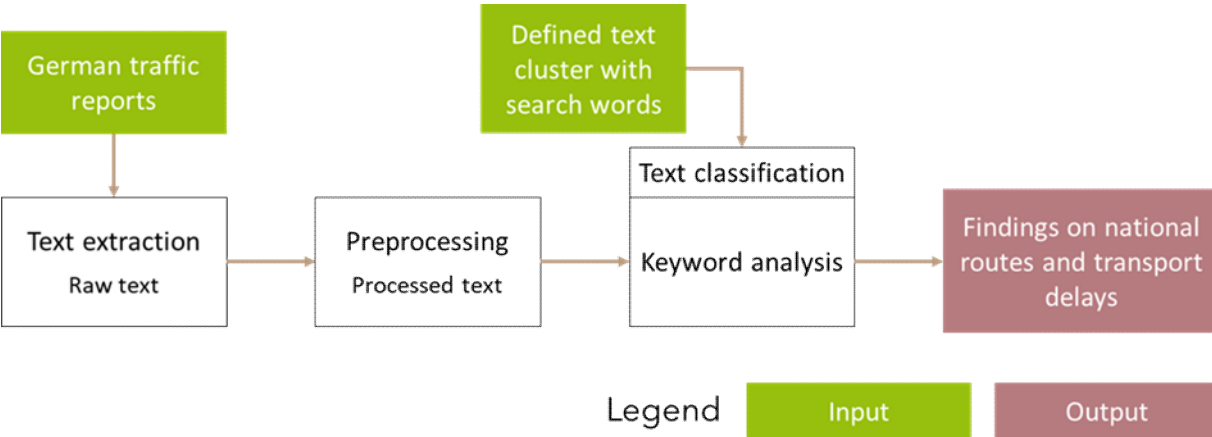 German traffic
reports
Defined text
cluster with
search words
Text extraction
Raw text
Preprocessing
Processed text
Text classification
Keyword analysis
Findings on national
routes and transport
delays
Legend
Input
Output